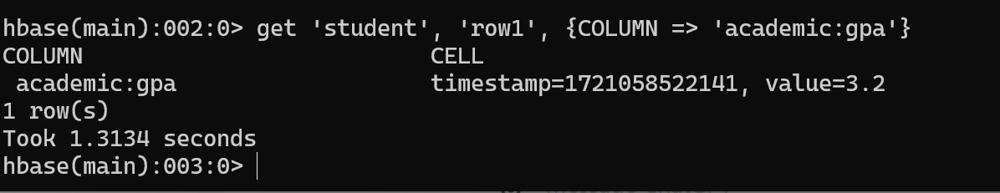 hbase(main):002:0> get 'student', 'row1', {COLUMN => 'academic:gpa'}
COLUMN                          CELL
 academic:gpa                   timestamp=1721058522141, value=3.2
1 row(s)
Took 1.3134 seconds
hbase(main):003:0>